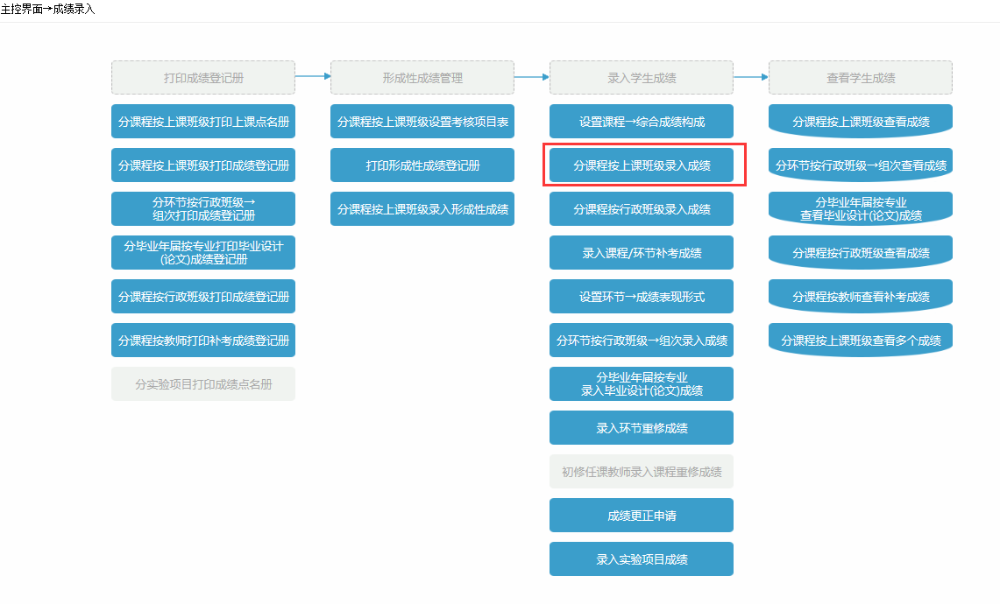 主控界面→成绩录入
打印成绩登记册
形成性成绩管理
录入学生成绩
查看学生成绩
分课程按上课班级打印上课点名册
分课程按上课班级打印成绩登记册
分环节按行政班级→
组次打印成绩登记册
分毕业年届按专业打印毕业设计
(论文)成绩登记册
分课程按行政班级打印成绩登记册
分课程按教师打印补考成绩登记册
分实验项目打印成绩点名册
分课程按上课班级设置考核项目表
打印形成性成绩登记册
分课程按上课班级录入形成性成绩
设置课程→综合成绩构成
分课程按上课班级录入成绩
分课程按行政班级录入成绩
录入课程/环节补考成绩
设置环节→成绩表现形式
分环节按行政班级→组次录入成绩
分毕业年届按专业
录入毕业设计(论文)成绩
录入环节重修成绩
初修任课教师录入课程重修成绩
成绩更正申请
录入实验项目成绩
分课程按上课班级查看成绩
分环节按行政班级→组次查看成绩
分毕业年届按专业
查看毕业设计(论文)成绩
分课程按行政班级查看成绩
分课程按教师查看补考成绩
分课程按上课班级查看多个成绩